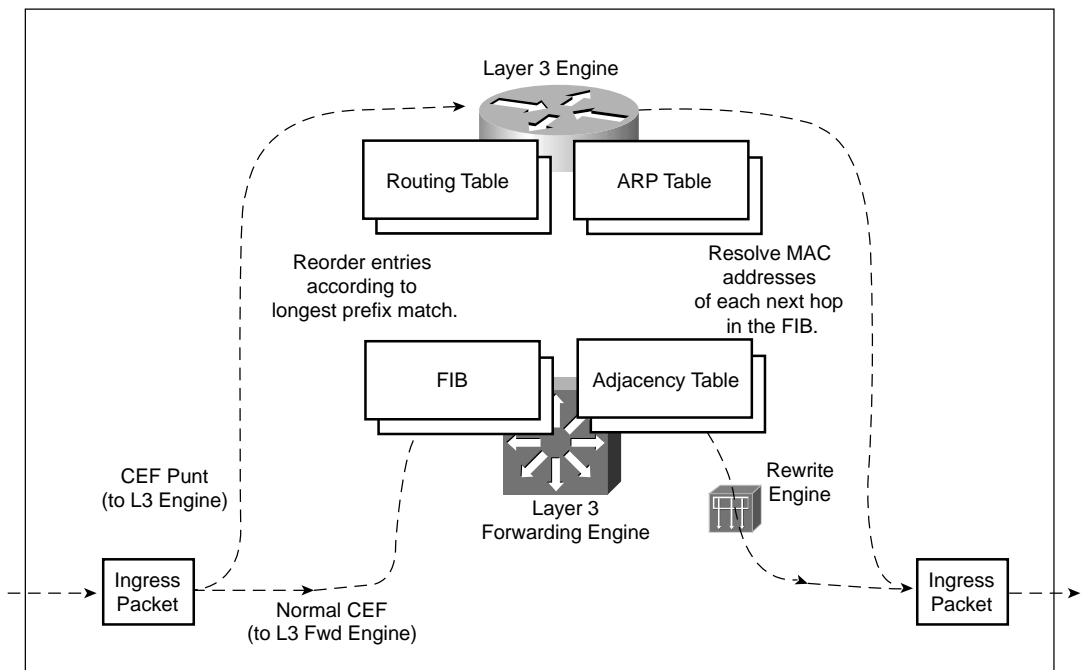 Layer 3 Engine
Routing Table
ARP Table
Reorder entries
according to
longest prefix match.
Resolve MAC
addresses
of each next hop
in the FIB.
FIB
Adjacency Table
CEF Punt
(to L3 Engine)
Layer 3
Forwarding Engine
Rewrite
Engine
Ingress
Packet
Normal CEF
(to L3 Fwd Engine)
Ingress
Packet